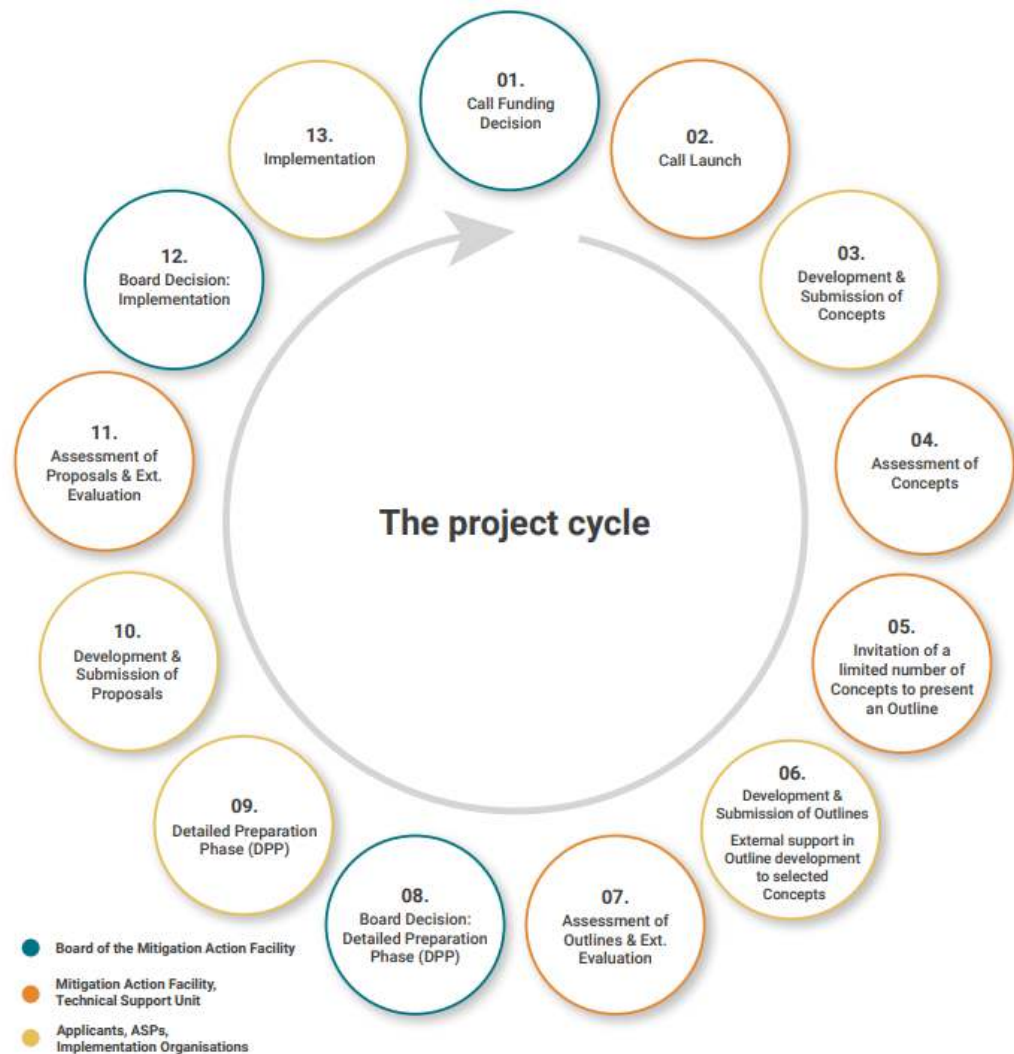 01.
Call Funding
Decision
02.
Call Launch
03.
Development &
Submission of
Concepts
04.
Assessment of
Concepts
05.
Invitation of a
limited number of
Concepts to present
an Outline
06.
Development &
Submission of Outlines
External support in
Outline development
to selected
Concepts
07.
Assessment of
Outlines & Ext.
Evaluation
08.
Board Decision:
Detailed Preparation
Phase (DPP)
09.
Detailed Preparation
Phase (DPP)
10.
Development &
Submission of
Proposals
11.
Assessment of
Proposals & Ext.
Evaluation
12.
Board Decision:
Implementation
13.
Implementation
The project cycle
Board of the Mitigation Action Facility
Mitigation Action Facility,
Technical Support Unit
Applicants, ASPs,
Implementation Organisations